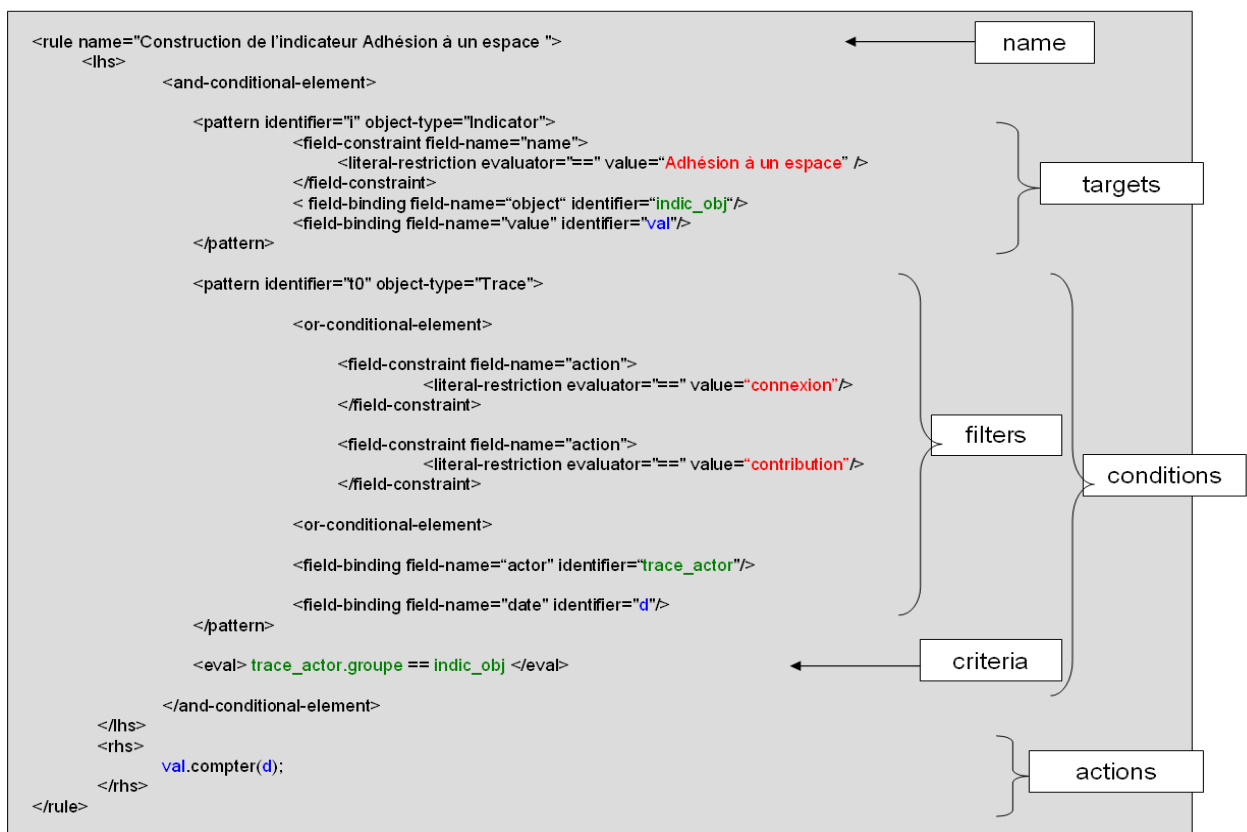 <rule name="Construction de l'indicateur Adhésion à un espace ">
name
<lhs>
<and-conditional-element>
<pattern identifier="i" object-type="Indicator">
<field-constraint field-name="name">
<literal-restriction evaluator="==" value=“Adhésion à un espace” />
</field-constraint>
targets
< field-binding field-name=“object“ identifier=“indic_obj“/>
<field-binding field-name="value" identifier="val"/>
</pattern>
<pattern identifier="t0" object-type="Trace">
<or-conditional-element>
<field-constraint field-name="action">
<literal-restriction evaluator="==" value=“connexion”/>
</field-constraint>
<field-constraint field-name="action">
filters
<literal-restriction evaluator="==" value=“contribution”/>
</field-constraint>
conditions
<or-conditional-element>
<field-binding field-name=“actor" identifier=“trace_actor"/>
<field-binding field-name="date" identifier="d"/>
</pattern>
<eval> trace_actor.groupe == indic_obj </eval>
criteria
</and-conditional-element>
</lhs>
<rhs>
val.compter(d);
actions
</rhs>
</rule>